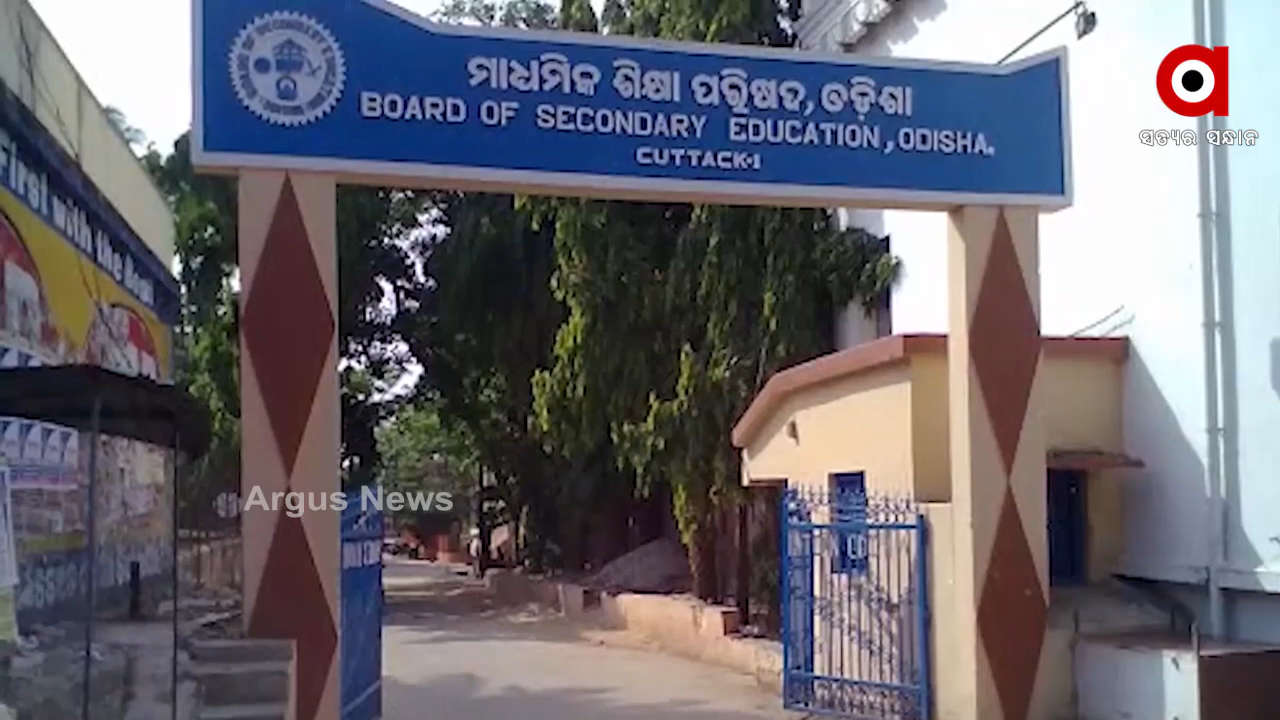 ମାଧ୍ୟମିକ ଶିକ୍ଷା ପରିଷଦ, ଓଡ଼ିଶା
BOARD OF SECONDARY EDUCATION, ODISHA.
CUTTACK-1
ସତ୍ୟର ସନ୍ଧାନ
First with the
Argus News